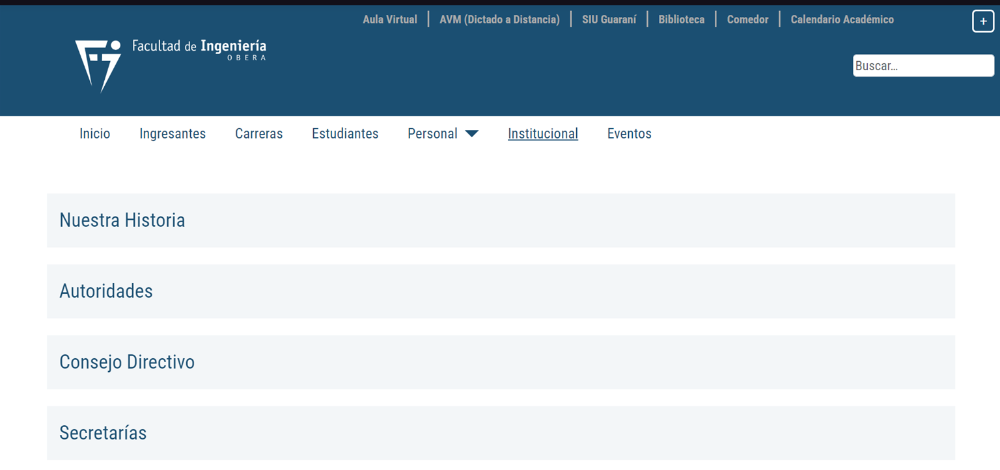 Aula Virtual | AVM (Dictado a Distancia) | SIU Guaraní | Biblioteca | Comedor | Calendario Académico
+
Facultad de Ingeniería
OBERA
Buscar...
Inicio Ingresantes Carreras Estudiantes Personal Institucional Eventos
Nuestra Historia
Autoridades
Consejo Directivo
Secretarías